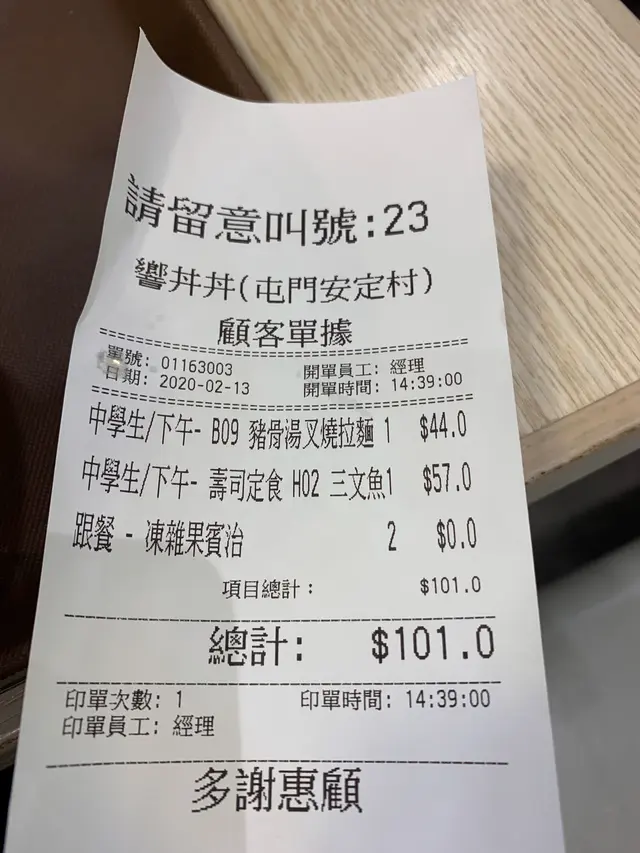 請留意叫號:23
響丼丼(屯門安定村)
顧客單據
單號: 01163003 開單員工: 經理
日期: 2020-02-13 開單時間: 14:39:00
中學生/下午- B09 豬骨湯叉燒拉麵 1 $44.0
中學生/下午- 壽司定食 H02 三文魚1 $57.0
跟餐 - 凍雜果賓治 2 $0.0
項目總計: $101.0
總計: $101.0
印單次數: 1 印單時間: 14:39:00
印單員工: 經理
多謝惠顧